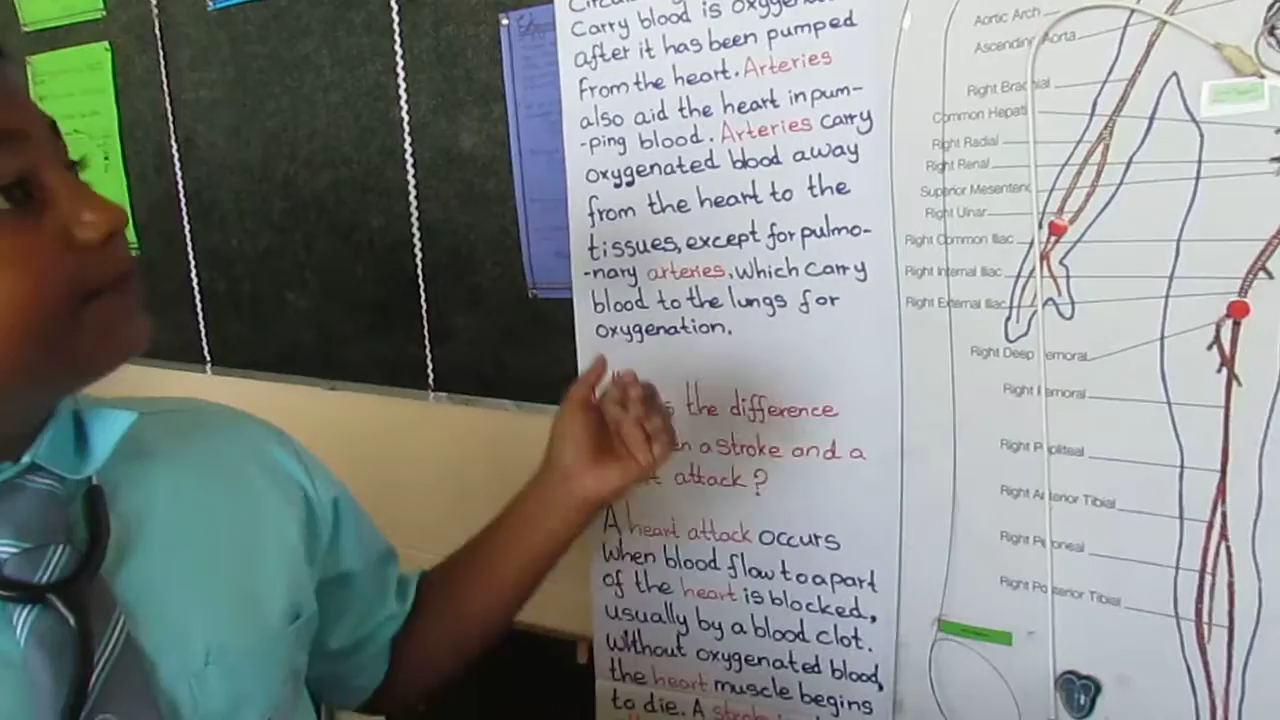 Carry blood is oxygen
after it has been pumped
from the heart. Arteries
also aid the heart in pum-
-ping blood. Arteries carry
oxygenated blood away
from the heart to the
tissues, except for pulmo-
-nary arteries, which carry
blood to the lungs for
oxygenation.
the difference
a stroke and a
attack?
A heart attack occurs
when blood flow to a part
of the heart is blocked,
usually by a blood clot.
Without oxygenated blood,
the heart muscle begins
to die. A
Aortic Arch
Ascending Aorta
Right Brachial
Common Hepati
Right Radial
Right Renal
Superior Mesenteric
Right Ulnar
Right Common Iliac
Right Internal Iliac
Right External Iliac
Right Deep Femoral
Right Femoral
Right Popliteal
Right Anterior Tibial
Right Peroneal
Right Posterior Tibial